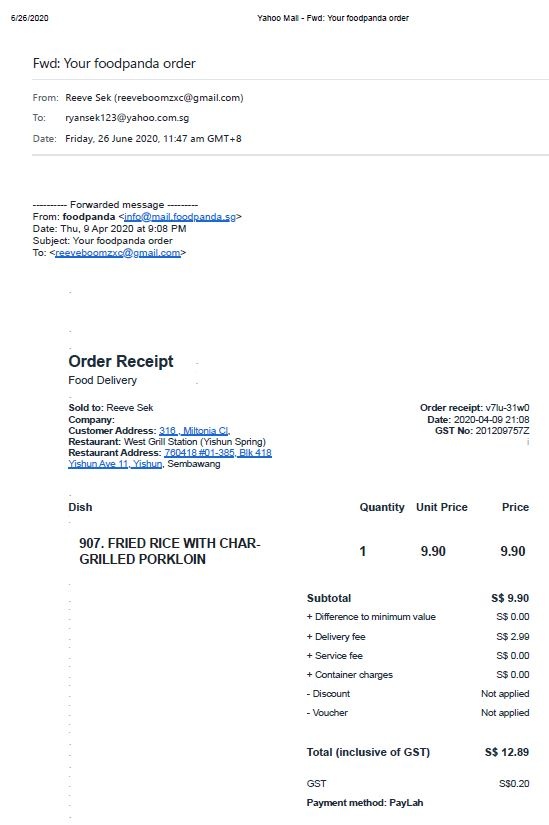 6/26/2020 Yahoo Mail - Fwd: Your foodpanda order
Fwd: Your foodpanda order
From: Reeve Sek (reeveboomzxc@gmail.com)
To: ryansek123@yahoo.com.sg
Date: Friday, 26 June 2020, 11:47 am GMT+8
---------- Forwarded message ---------
From: foodpanda <info@mail.foodpanda.sg>
Date: Thu, 9 Apr 2020 at 9:08 PM
Subject: Your foodpanda order
To: <reeveboomzxc@gmail.com>
Order Receipt
Food Delivery
Sold to: Reeve Sek Order receipt: v7lu-31w0
Company: Date: 2020-04-09 21:08
Customer Address: 316 , Miltonia Cl, GST No: 201209757Z
Restaurant: West Grill Station (Yishun Spring) i
Restaurant Address: 760418 #01-385, Blk 418
Yishun Ave 11, Yishun, Sembawang
Dish Quantity Unit Price Price
907. FRIED RICE WITH CHAR-
GRILLED PORKLOIN 1 9.90 9.90
Subtotal S$ 9.90
+ Difference to minimum value S$ 0.00
+ Delivery fee S$ 2.99
+ Service fee S$ 0.00
+ Container charges S$ 0.00
- Discount Not applied
- Voucher Not applied
Total (inclusive of GST) S$ 12.89
GST S$0.20
Payment method: PayLah